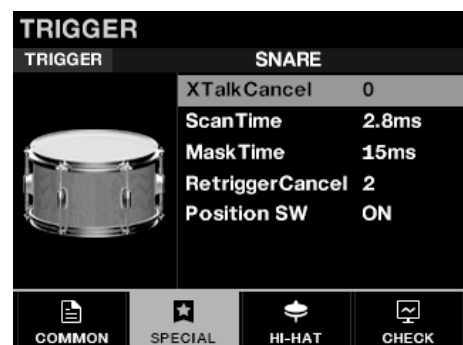 TRIGGER
TRIGGER SNARE
XTalkCancel 0
ScanTime 2.8ms
MaskTime 15ms
RetriggerCancel 2
Position SW ON
COMMON SPECIAL HI-HAT CHECK